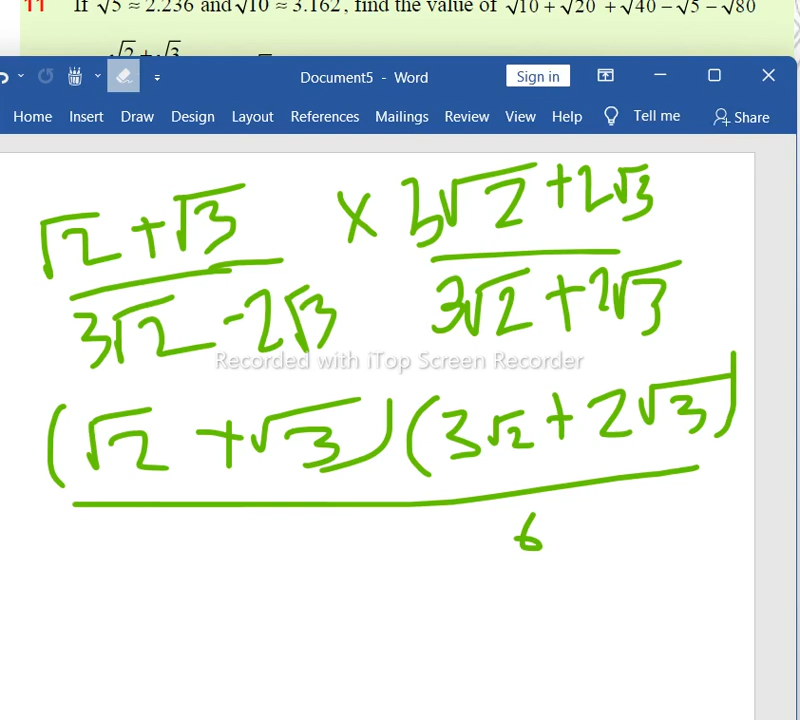 11 If √5 ≈ 2.236 and √10 ≈ 3.162, find the value of √10 + √20 + √40 − √5 − √80
√2 + √3
Document5 - Word
Sign in
Home Insert Draw Design Layout References Mailings Review View Help Tell me Share
√2 + √3 × 3√2 + 2√3
3√2 - 2√3 3√2 + 2√3
Recorded with iTop Screen Recorder
(√2 + √3) (3√2 + 2√3)
6